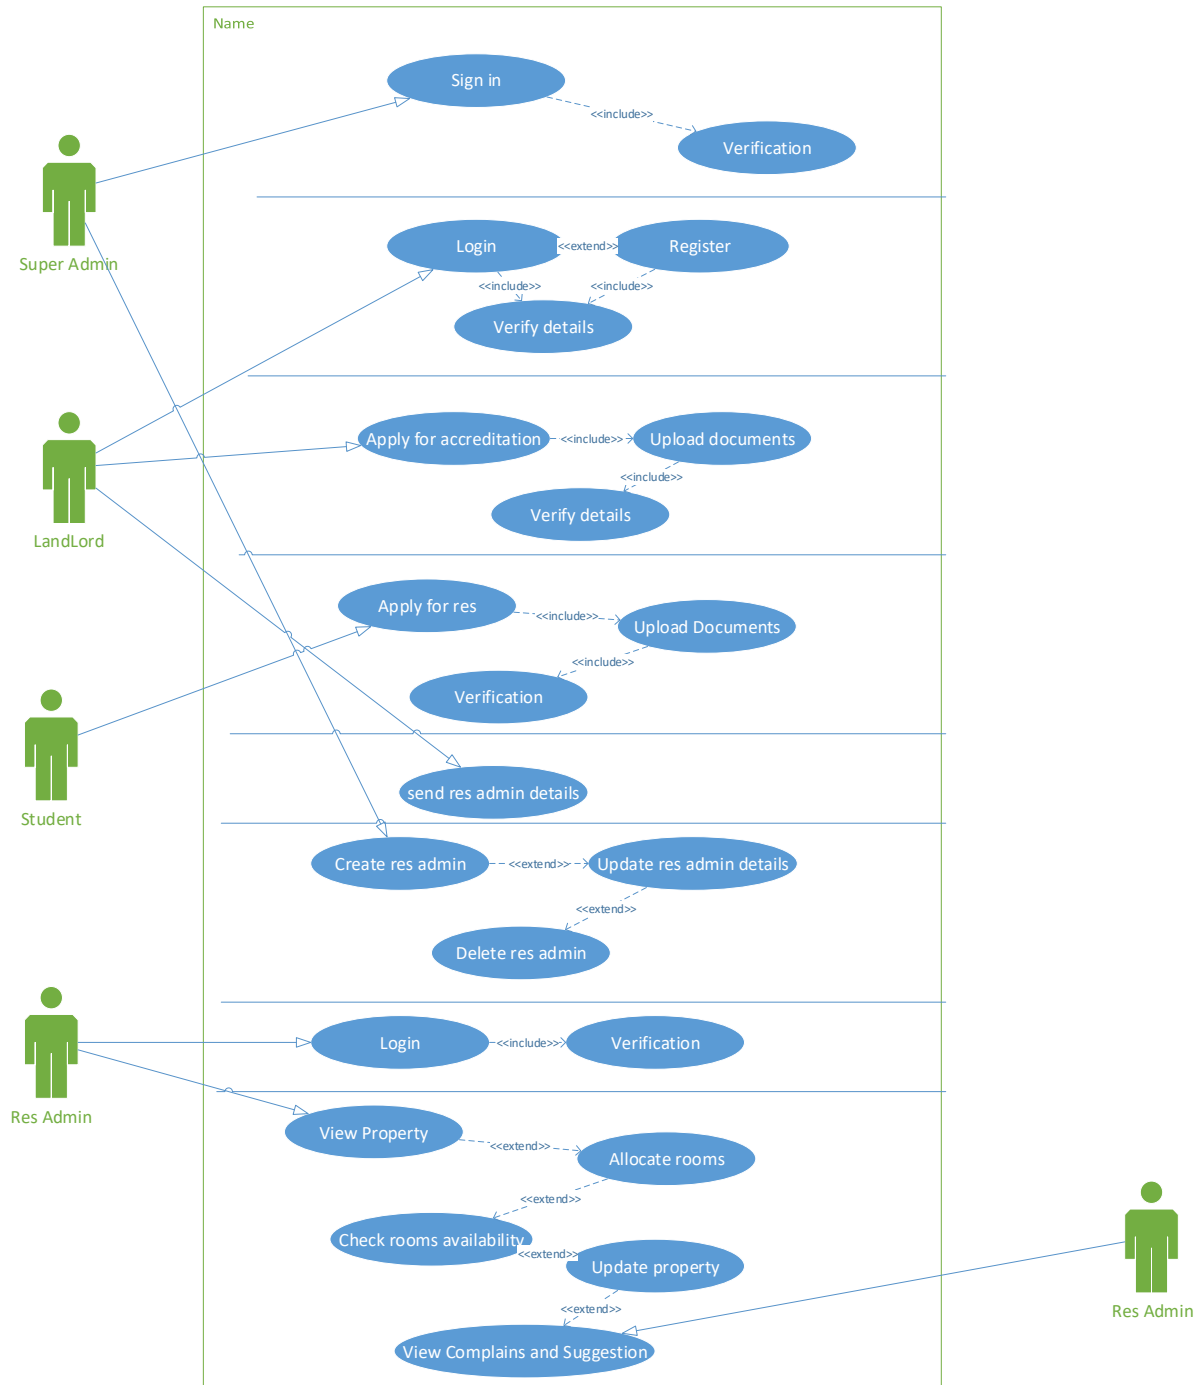 Name
Sign in
<<include>>
Verification
Super Admin
Login
<<extend>>
Register
<<include>>
<<include>>
Verify details
LandLord
Apply for accreditation
<<include>>
Upload documents
<<include>>
Verify details
Apply for res
<<include>>
Upload Documents
<<include>>
Verification
Student
send res admin details
Create res admin
<<extend>>
Update res admin details
<<extend>>
Delete res admin
Res Admin
Login
<<include>>
Verification
View Property
<<extend>>
Allocate rooms
<<extend>>
Check rooms availability
<<extend>>
Update property
<<extend>>
View Complains and Suggestion
Res Admin